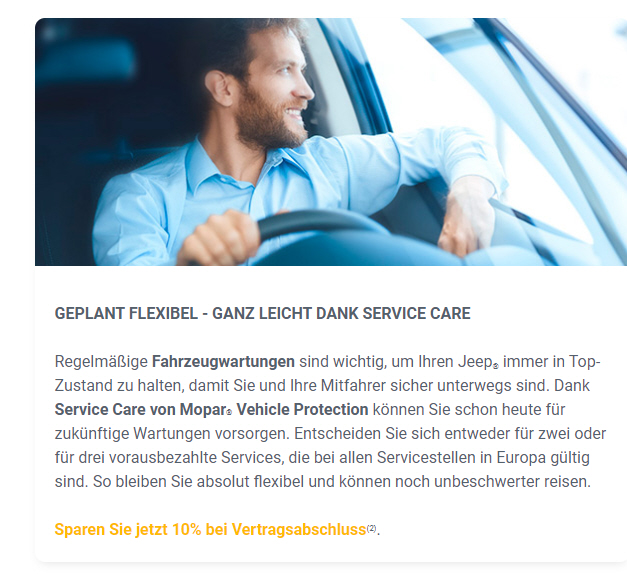 GEPLANT FLEXIBEL - GANZ LEICHT DANK SERVICE CARE
Regelmäßige Fahrzeugwartungen sind wichtig, um Ihren Jeep® immer in Top-
Zustand zu halten, damit Sie und Ihre Mitfahrer sicher unterwegs sind. Dank
Service Care von Mopar® Vehicle Protection können Sie schon heute für
zukünftige Wartungen vorsorgen. Entscheiden Sie sich entweder für zwei oder
für drei vorausbezahlte Services, die bei allen Servicestellen in Europa gültig
sind. So bleiben Sie absolut flexibel und können noch unbeschwerter reisen.
Sparen Sie jetzt 10% bei Vertragsabschluss(2).